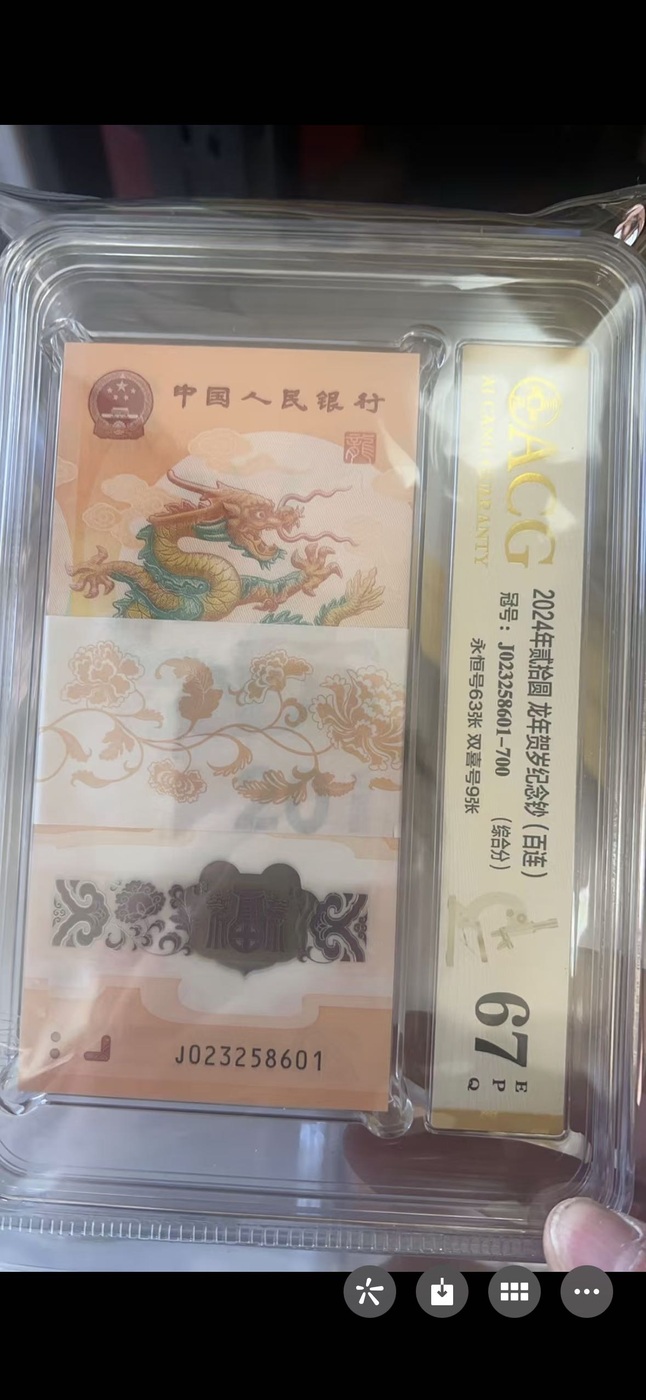 中国人民银行
龍
J023258601
ACG
2024年贰拾圆 龙年贺岁纪念钞（百连）
冠号：J023258601-700 （综合分）
永恒号63张 双喜号9张
67
E
P
Q